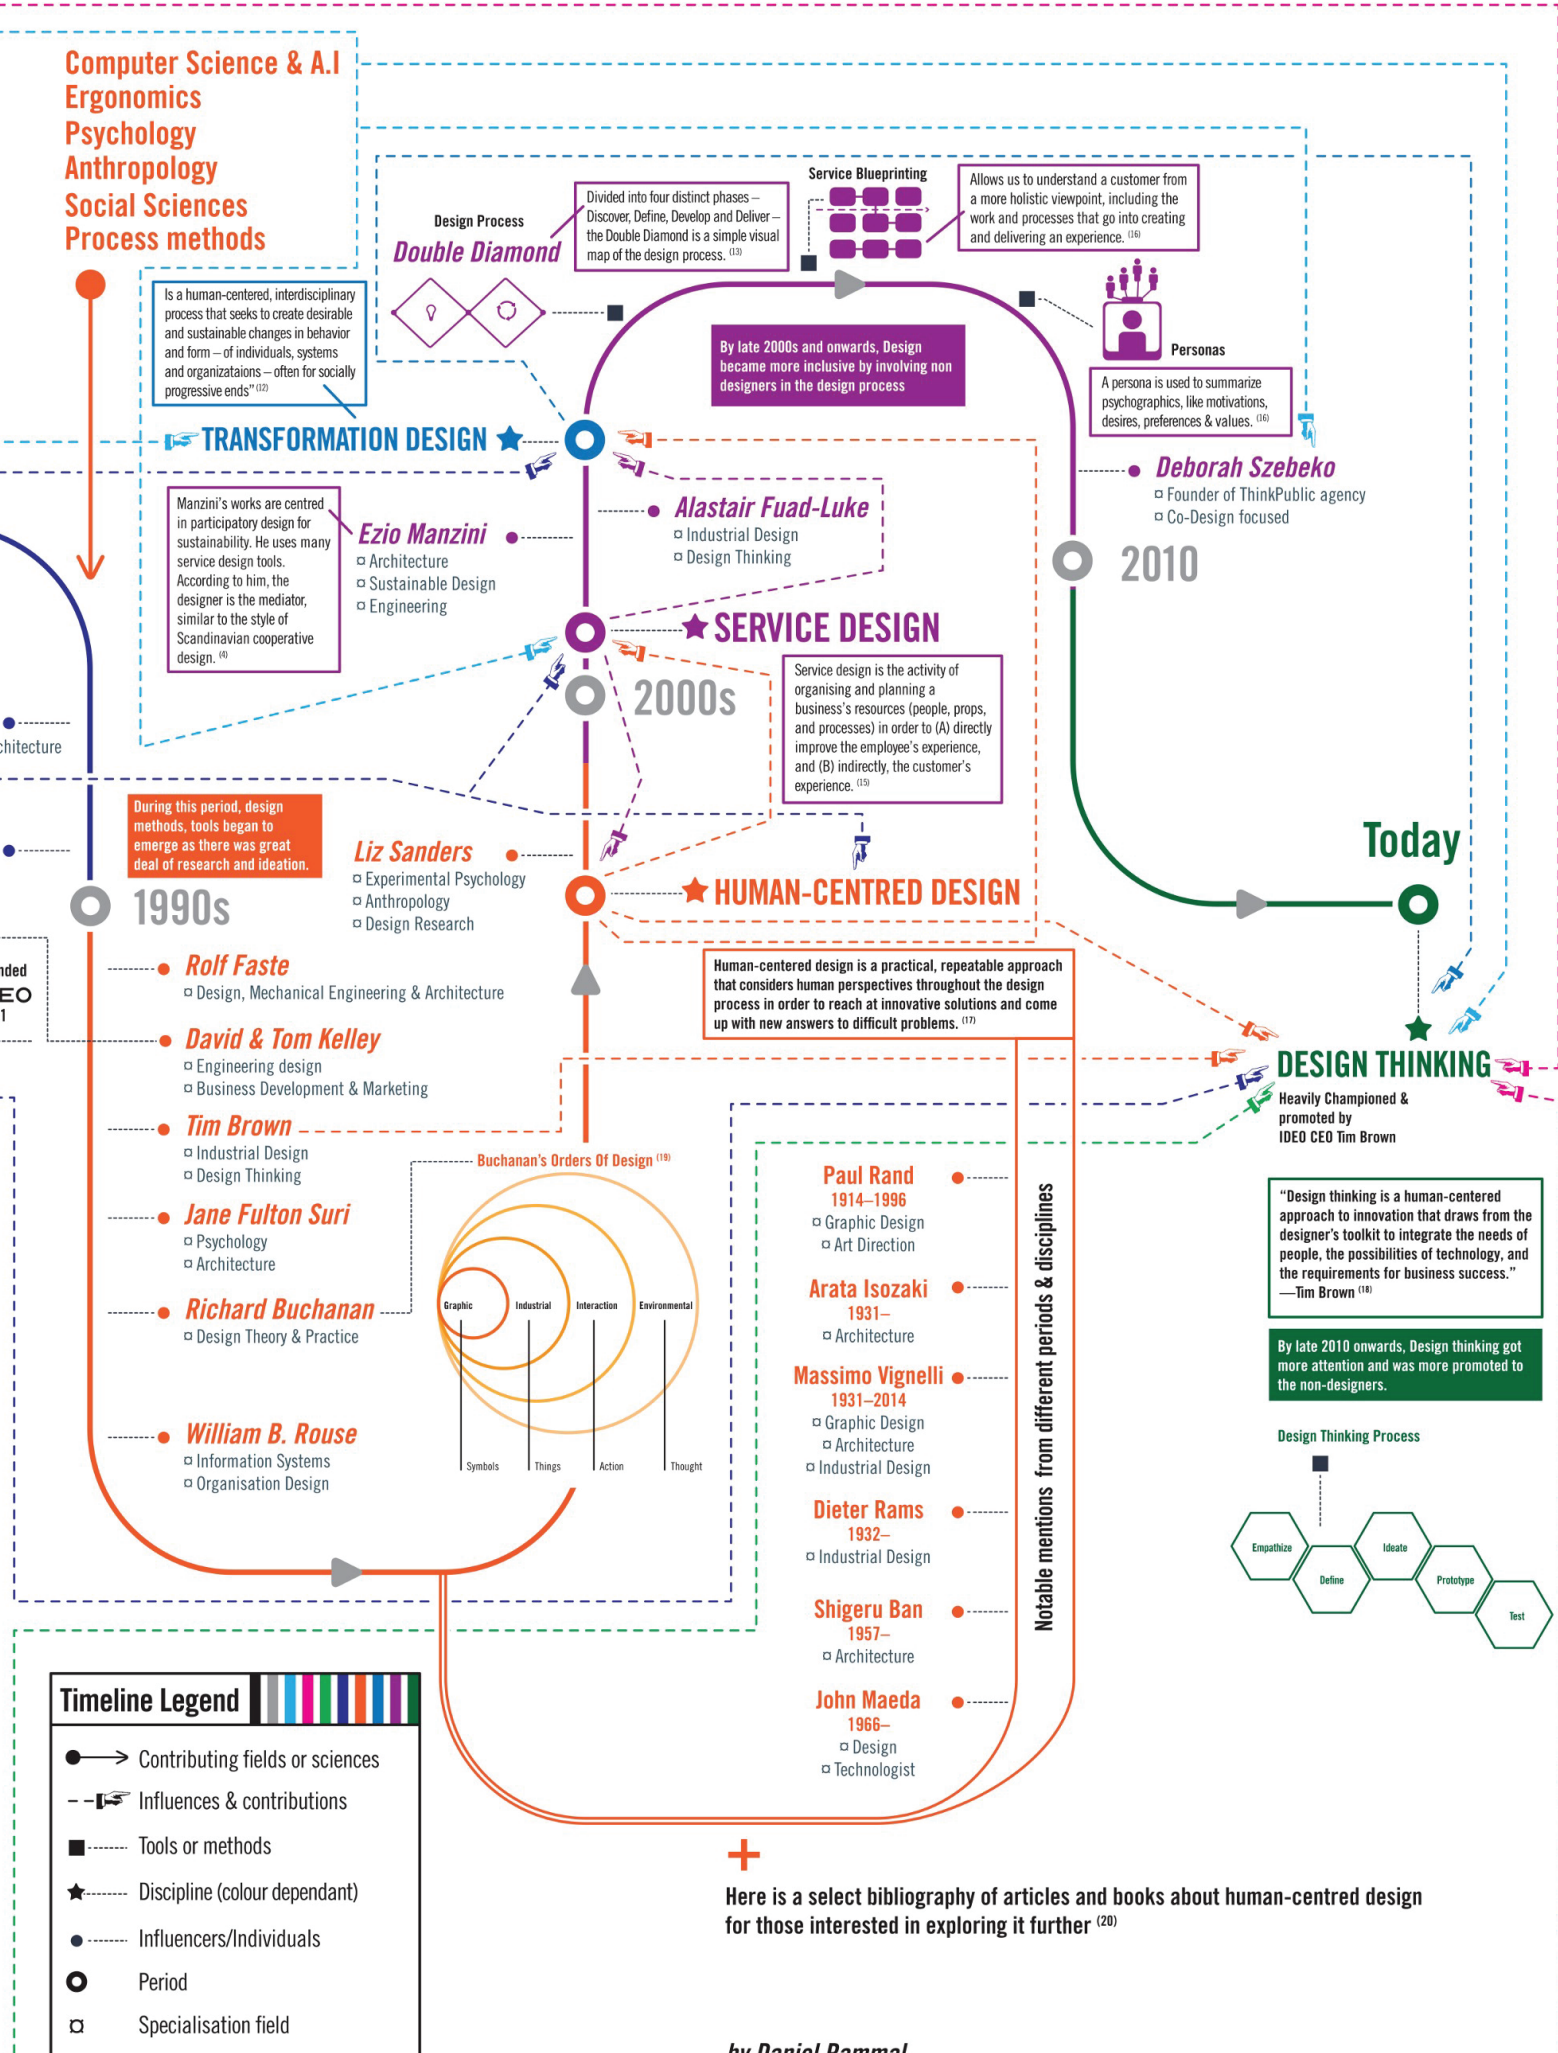 Computer Science & A.I
Ergonomics
Psychology
Anthropology
Social Sciences
Process methods
Is a human-centered, interdisciplinary
process that seeks to create desirable
and sustainable changes in behavior
and form – of individuals, systems
and organizataions – often for socially
progressive ends” (12)
Design Process
Double Diamond
Divided into four distinct phases –
Discover, Define, Develop and Deliver –
the Double Diamond is a simple visual
map of the design process. (13)
Service Blueprinting
Allows us to understand a customer from
a more holistic viewpoint, including the
work and processes that go into creating
and delivering an experience. (16)
By late 2000s and onwards, Design
became more inclusive by involving non
designers in the design process
Personas
A persona is used to summarize
psychographics, like motivations,
desires, preferences & values. (16)
TRANSFORMATION DESIGN
Deborah Szebeko
¤ Founder of ThinkPublic agency
¤ Co-Design focused
Manzini’s works are centred
in participatory design for
sustainability. He uses many
service design tools.
According to him, the
designer is the mediator,
similar to the style of
Scandinavian cooperative
design. (4)
Ezio Manzini
¤ Architecture
¤ Sustainable Design
¤ Engineering
Alastair Fuad-Luke
¤ Industrial Design
¤ Design Thinking
2010
SERVICE DESIGN
2000s
Service design is the activity of
organising and planning a
business’s resources (people, props,
and processes) in order to (A) directly
improve the employee’s experience,
and (B) indirectly, the customer’s
experience. (15)
chitecture
During this period, design
methods, tools began to
emerge as there was great
deal of research and ideation.
1990s
Liz Sanders
¤ Experimental Psychology
¤ Anthropology
¤ Design Research
HUMAN-CENTRED DESIGN
Today
Human-centered design is a practical, repeatable approach
that considers human perspectives throughout the design
process in order to reach at innovative solutions and come
up with new answers to difficult problems. (17)
nded
EO
1
Rolf Faste
¤ Design, Mechanical Engineering & Architecture
David & Tom Kelley
¤ Engineering design
¤ Business Development & Marketing
Tim Brown
¤ Industrial Design
¤ Design Thinking
Jane Fulton Suri
¤ Psychology
¤ Architecture
Richard Buchanan
¤ Design Theory & Practice
William B. Rouse
¤ Information Systems
¤ Organisation Design
Buchanan’s Orders Of Design (19)
Graphic
Industrial
Interaction
Environmental
Symbols
Things
Action
Thought
DESIGN THINKING
Heavily Championed &
promoted by
IDEO CEO Tim Brown
“Design thinking is a human-centered
approach to innovation that draws from the
designer’s toolkit to integrate the needs of
people, the possibilities of technology, and
the requirements for business success.”
—Tim Brown (18)
By late 2010 onwards, Design thinking got
more attention and was more promoted to
the non-designers.
Design Thinking Process
Empathize
Define
Ideate
Prototype
Test
Paul Rand
1914–1996
¤ Graphic Design
¤ Art Direction
Arata Isozaki
1931–
¤ Architecture
Massimo Vignelli
1931–2014
¤ Graphic Design
¤ Architecture
¤ Industrial Design
Dieter Rams
1932–
¤ Industrial Design
Shigeru Ban
1957–
¤ Architecture
John Maeda
1966–
¤ Design
¤ Technologist
Notable mentions from different periods & disciplines
Timeline Legend
Contributing fields or sciences
Influences & contributions
Tools or methods
Discipline (colour dependant)
Influencers/Individuals
Period
¤ Specialisation field
+
Here is a select bibliography of articles and books about human-centred design
for those interested in exploring it further (20)
by Daniel Rammal